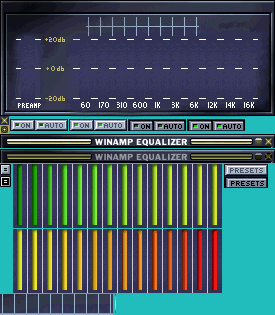 +20db
+0db
-20db
PREAMP 60 170 310 600 1K 3K 6K 12K 14K 16K
ON AUTO ON AUTO ON AUTO ON AUTO
WINAMP EQUALIZER
WINAMP EQUALIZER
PRESETS
PRESETS